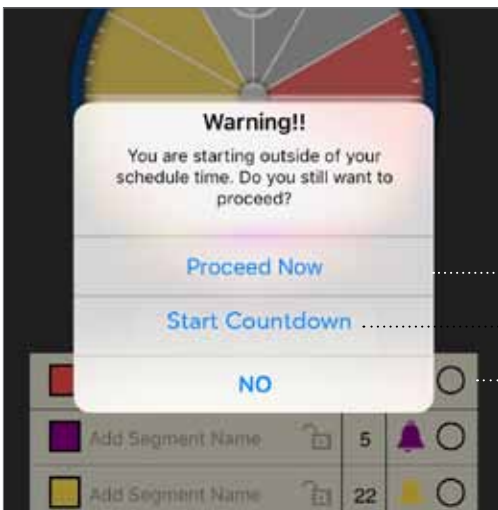 Warning!!
You are starting outside of your
schedule time. Do you still want to
proceed?
Proceed Now
Start Countdown
NO
Add Segment Name 5
Add Segment Name 22